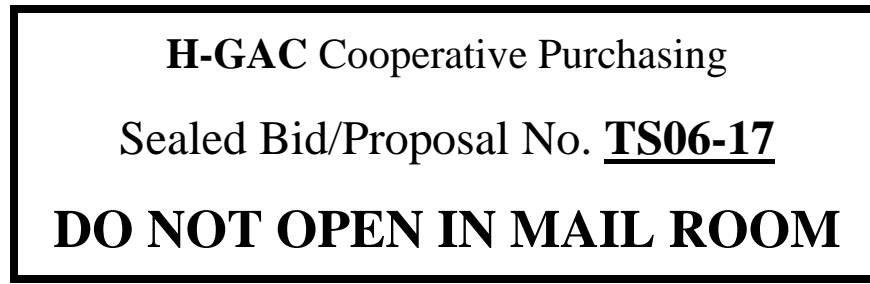 H-GAC Cooperative Purchasing
Sealed Bid/Proposal No. TS06-17
DO NOT OPEN IN MAIL ROOM